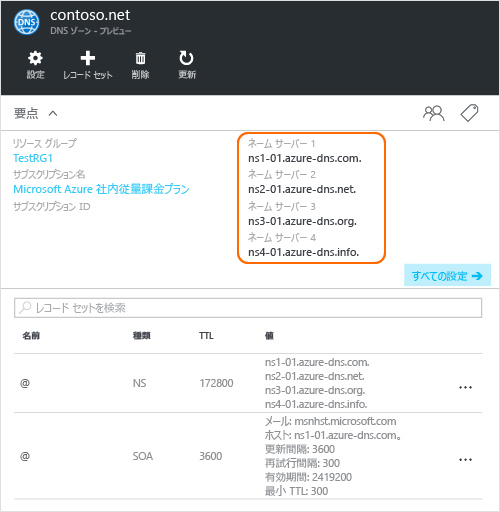 DNS
contoso.net
DNS ゾーン - プレビュー
設定
レコード セット
削除
更新
要点
リソース グループ
TestRG1
サブスクリプション名
Microsoft Azure 社内従量課金プラン
サブスクリプション ID
ネーム サーバー 1
ns1-01.azure-dns.com.
ネーム サーバー 2
ns2-01.azure-dns.net.
ネーム サーバー 3
ns3-01.azure-dns.org.
ネーム サーバー 4
ns4-01.azure-dns.info.
すべての設定
レコード セットを検索
名前 種類 TTL 値
@ NS 172800
ns1-01.azure-dns.com.
ns2-01.azure-dns.net.
ns3-01.azure-dns.org.
ns4-01.azure-dns.info.
@ SOA 3600
メール: msnhst.microsoft.com
ホスト: ns1-01.azure-dns.com。
更新間隔: 3600
再試行間隔: 300
有効期間: 2419200
最小 TTL: 300